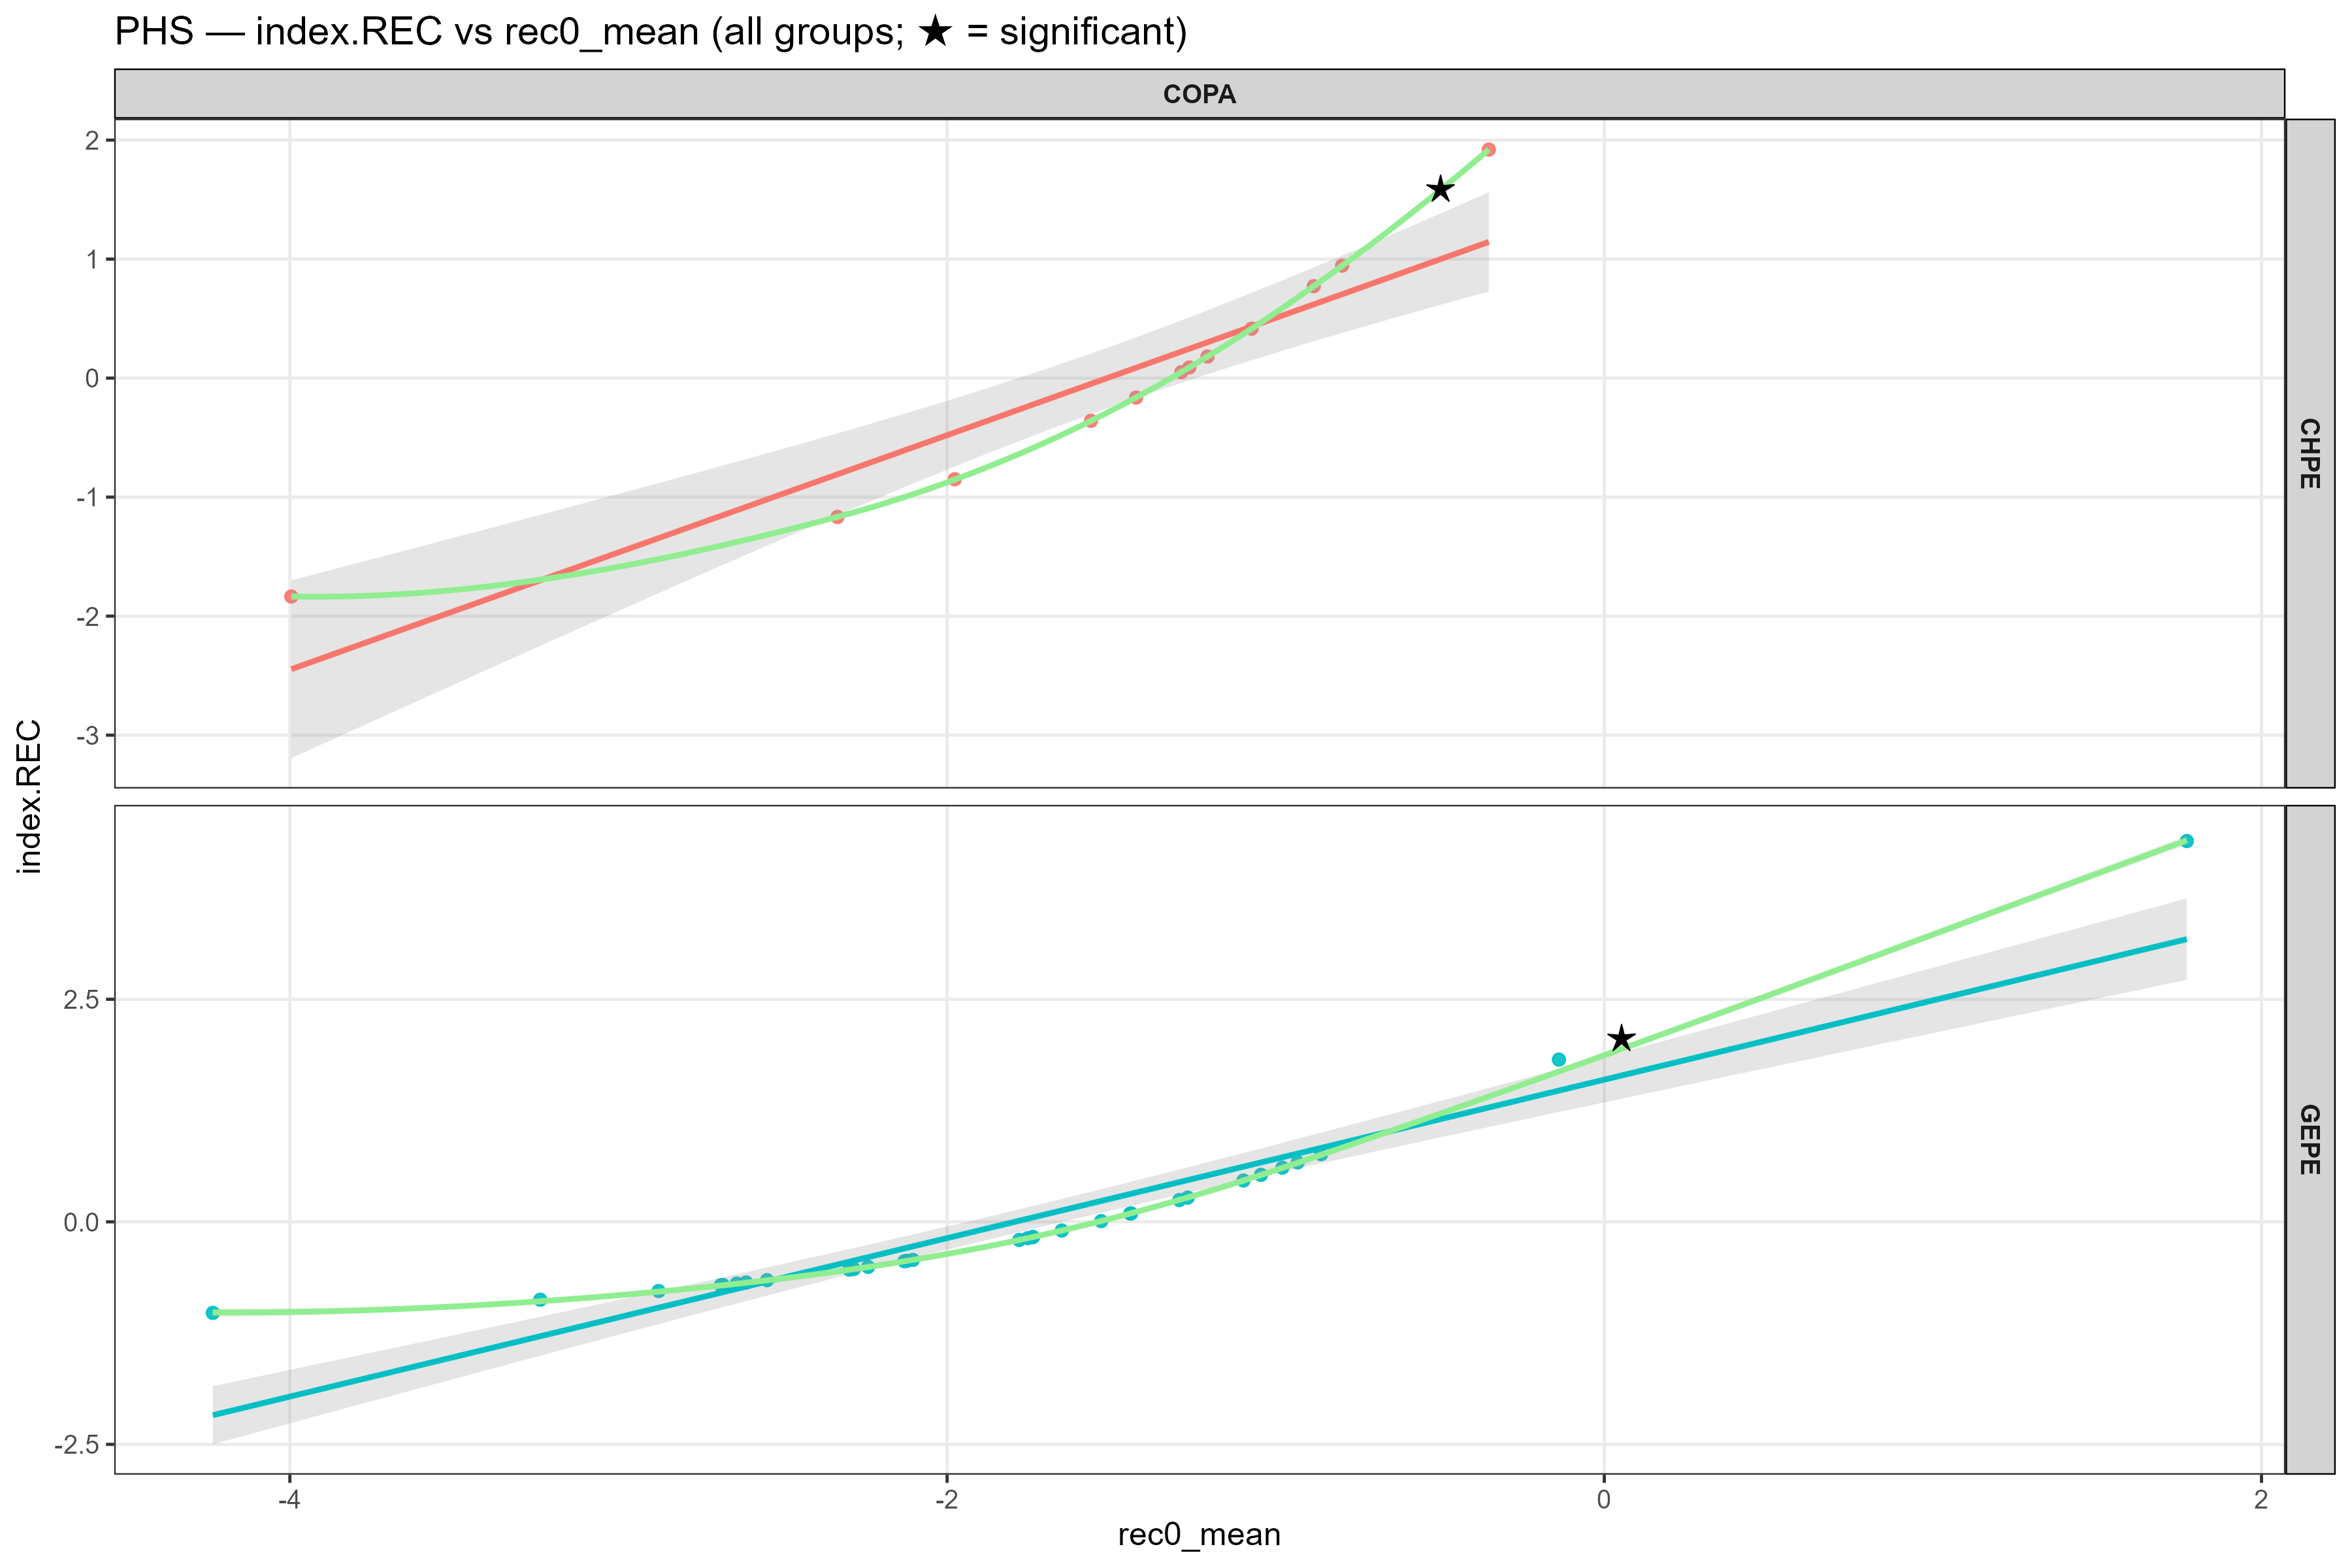 PHS — index.REC vs rec0_mean (all groups; ★ = significant)
COPA
2
1
0
-1
-2
-3
CHPE
index.REC
2.5
0.0
-2.5
GEPE
-4
-2
0
2
rec0_mean